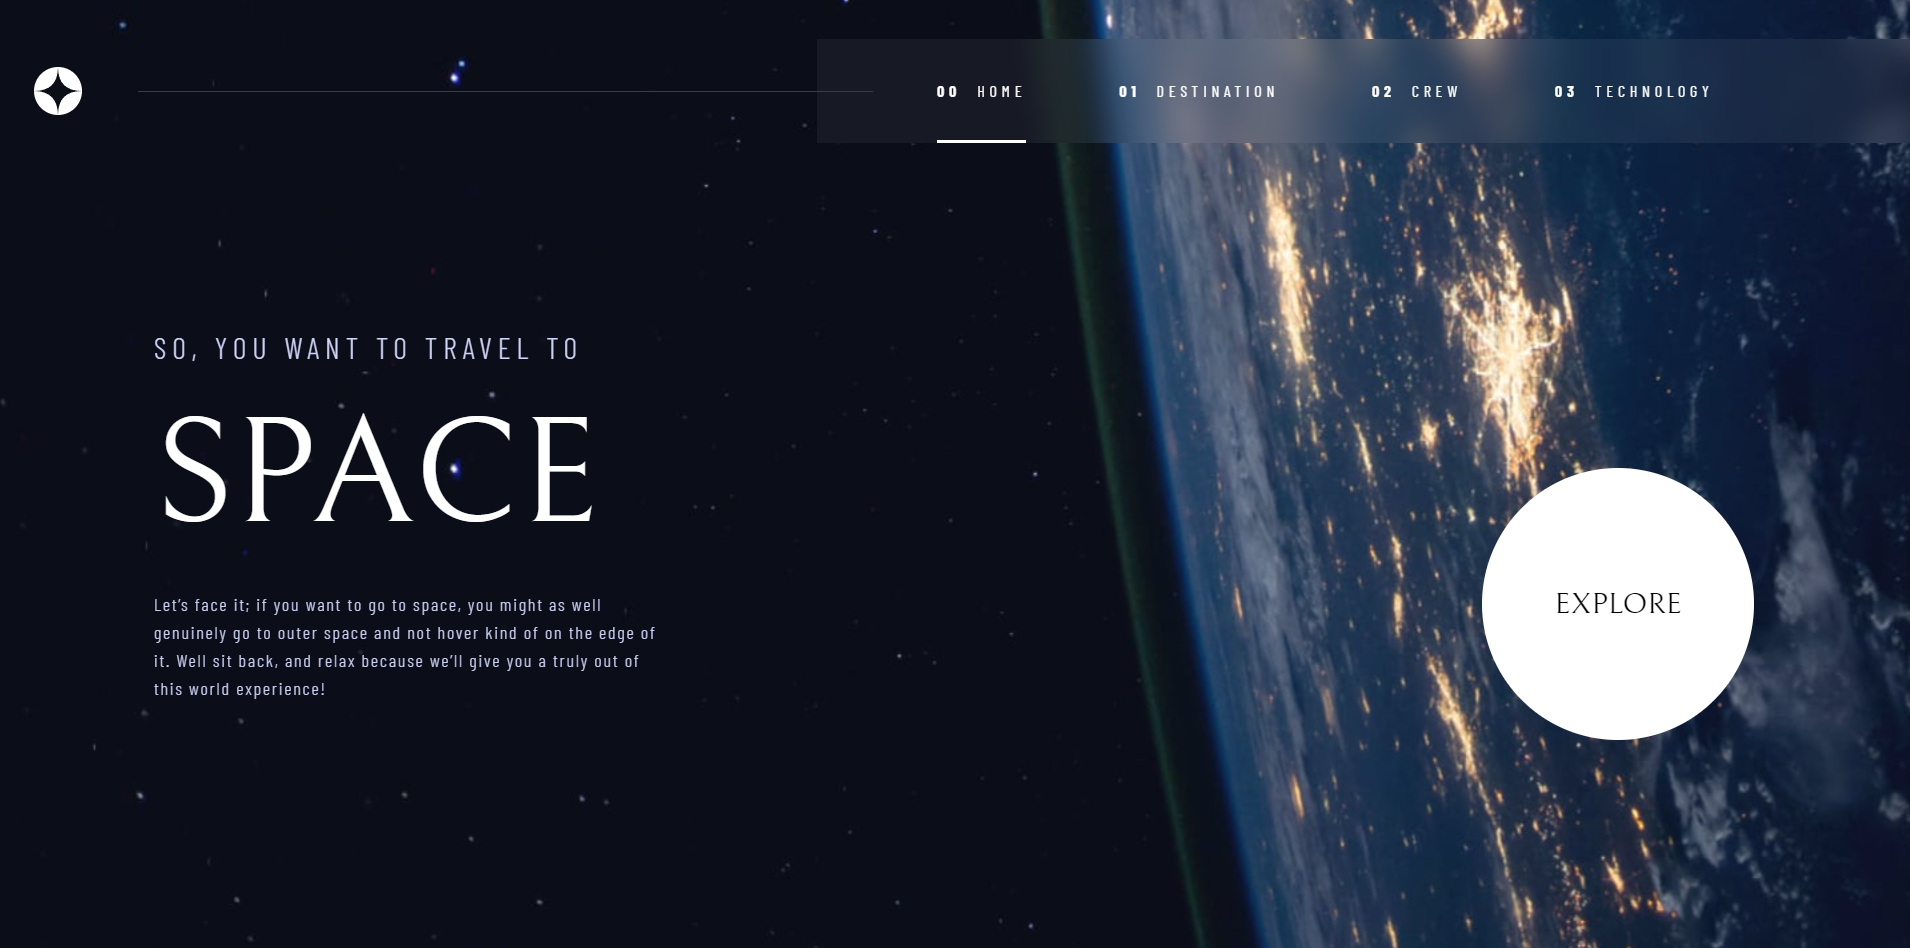 00 HOME 01 DESTINATION 02 CREW 03 TECHNOLOGY
SO, YOU WANT TO TRAVEL TO
SPACE
Let’s face it; if you want to go to space, you might as well
genuinely go to outer space and not hover kind of on the edge of
it. Well sit back, and relax because we’ll give you a truly out of
this world experience!
EXPLORE